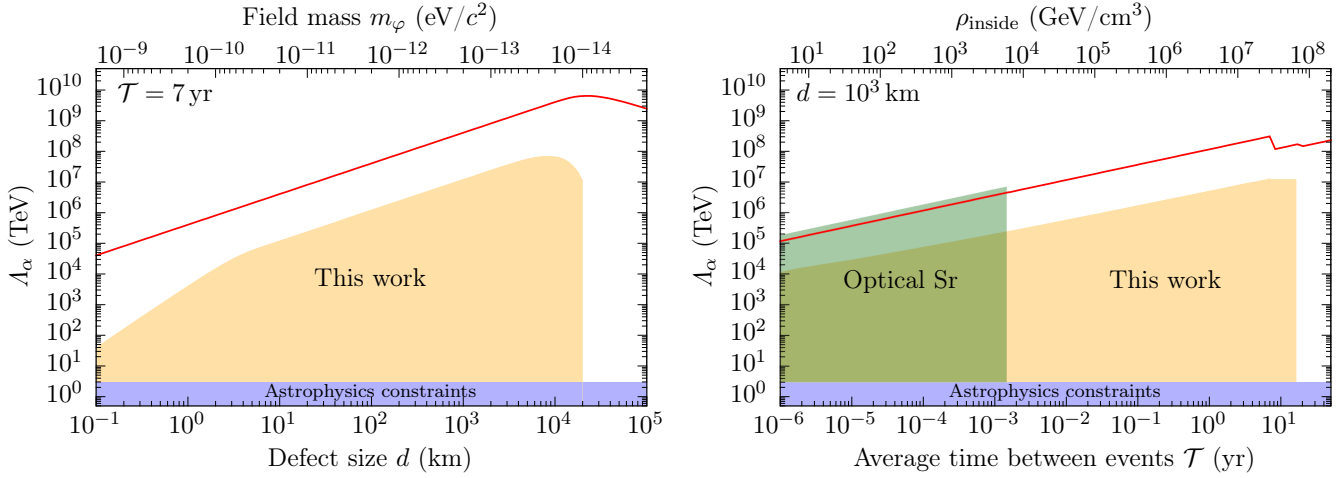 Field mass m_φ (eV/c²)
10⁻⁹ 10⁻¹⁰ 10⁻¹¹ 10⁻¹² 10⁻¹³ 10⁻¹⁴
𝒯 = 7 yr
10¹⁰
10⁹
10⁸
10⁷
10⁶
10⁵
10⁴
10³
10²
10¹
10⁰
Λ_α (TeV)
This work
Astrophysics constraints
10⁻¹ 10⁰ 10¹ 10² 10³ 10⁴ 10⁵
Defect size d (km)
ρ_inside (GeV/cm³)
10¹ 10² 10³ 10⁴ 10⁵ 10⁶ 10⁷ 10⁸
d = 10³ km
10¹⁰
10⁹
10⁸
10⁷
10⁶
10⁵
10⁴
10³
10²
10¹
10⁰
Λ_α (TeV)
Optical Sr This work
Astrophysics constraints
10⁻⁶ 10⁻⁵ 10⁻⁴ 10⁻³ 10⁻² 10⁻¹ 10⁰ 10¹
Average time between events 𝒯 (yr)